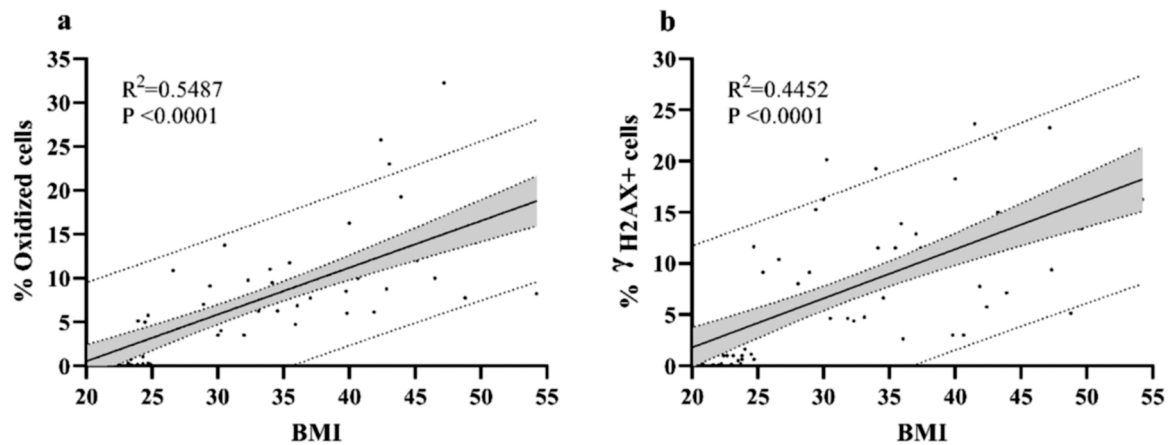 a
35
30
25
20
15
10
5
0
% Oxidized cells
R²=0.5487
P <0.0001
20 25 30 35 40 45 50 55
BMI
b
30
25
20
15
10
5
0
% γ H2AX+ cells
R²=0.4452
P <0.0001
20 25 30 35 40 45 50 55
BMI